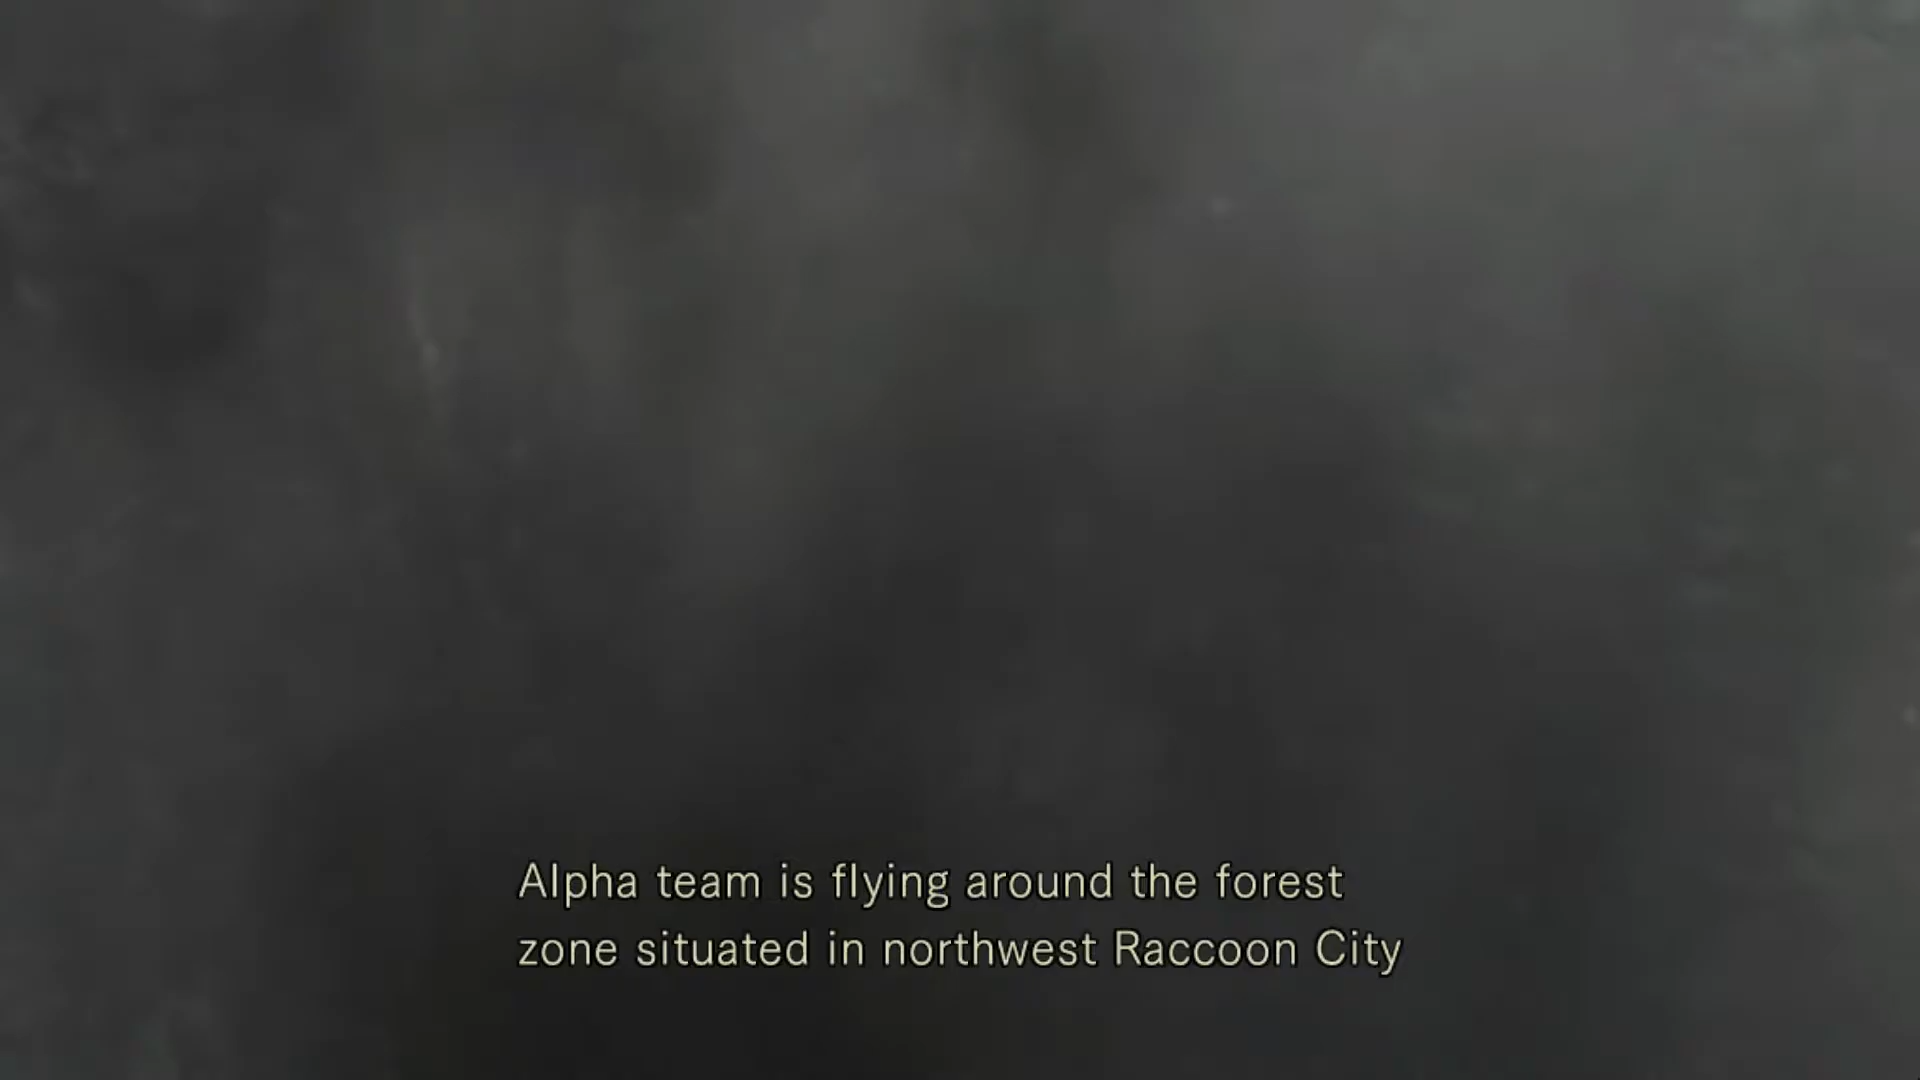 Alpha team is flying around the forest
zone situated in northwest Raccoon City